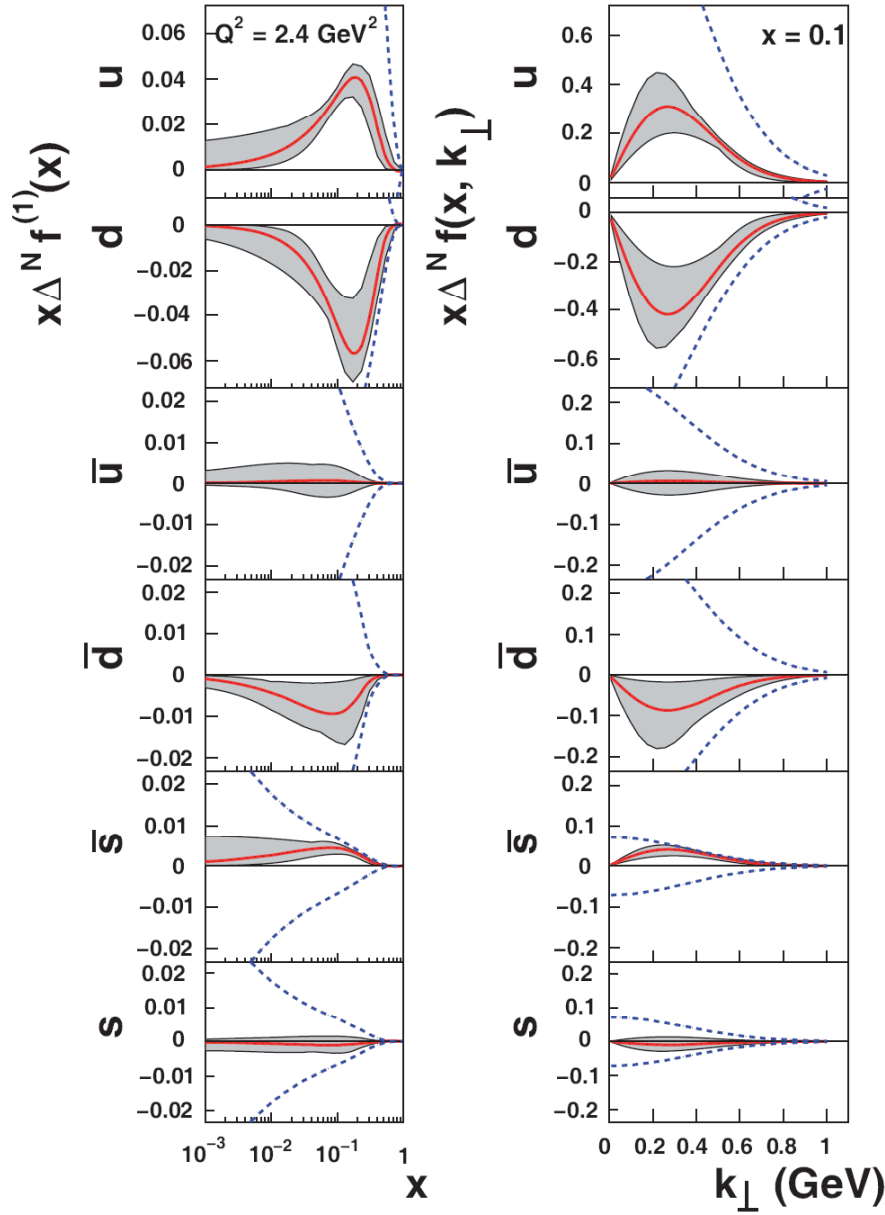 Q² = 2.4 GeV²
x = 0.1
x Δ^N f^(1)(x)
x Δ^N f(x, k_⊥)
u
0.06
0.04
0.02
0
u
0.6
0.4
0.2
0
d
0
−0.02
−0.04
−0.06
d
0
−0.2
−0.4
−0.6
u̅
0.02
0.01
0
−0.01
−0.02
u̅
0.2
0.1
0
−0.1
−0.2
d̅
0.02
0.01
0
−0.01
−0.02
d̅
0.2
0.1
0
−0.1
−0.2
s̅
0.02
0.01
0
−0.01
−0.02
s̅
0.2
0.1
0
−0.1
−0.2
s
0.02
0.01
0
−0.01
−0.02
s
0.2
0.1
0
−0.1
−0.2
10⁻³ 10⁻² 10⁻¹ 1
x
0 0.2 0.4 0.6 0.8 1
k_⊥ (GeV)